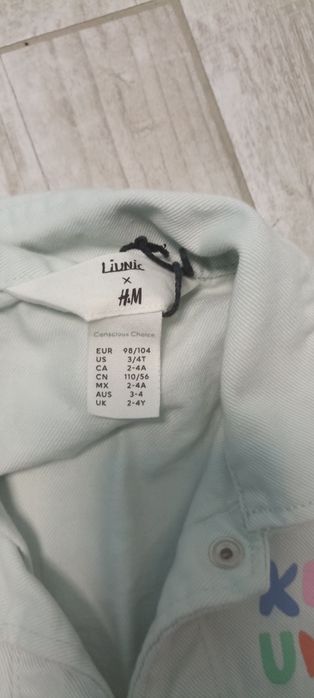 LiUNic
×
H&M
Conscious Choice
EUR 98/104
US 3/4T
CA 2-4A
CN 110/56
MX 2-4A
AUS 3-4
UK 2-4Y